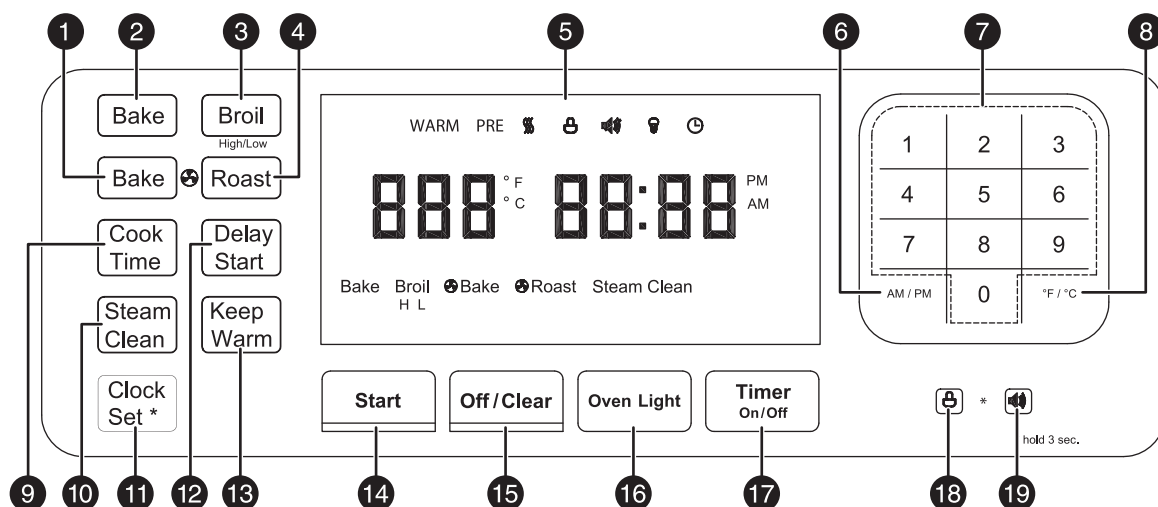 1 2 3 4 5 6 7 8
Bake Broil
High/Low
Bake Roast
Cook Time
Delay Start
Steam Clean
Keep Warm
Clock Set *
WARM PRE
888 °F 88:88 PM
°C AM
Bake Broil Bake Roast Steam Clean
H L
1 2 3
4 5 6
7 8 9
AM / PM 0 °F / °C
Start
Off / Clear
Oven Light
Timer
On/Off
*
hold 3 sec.
9 10 11 12 13 14 15 16 17 18 19